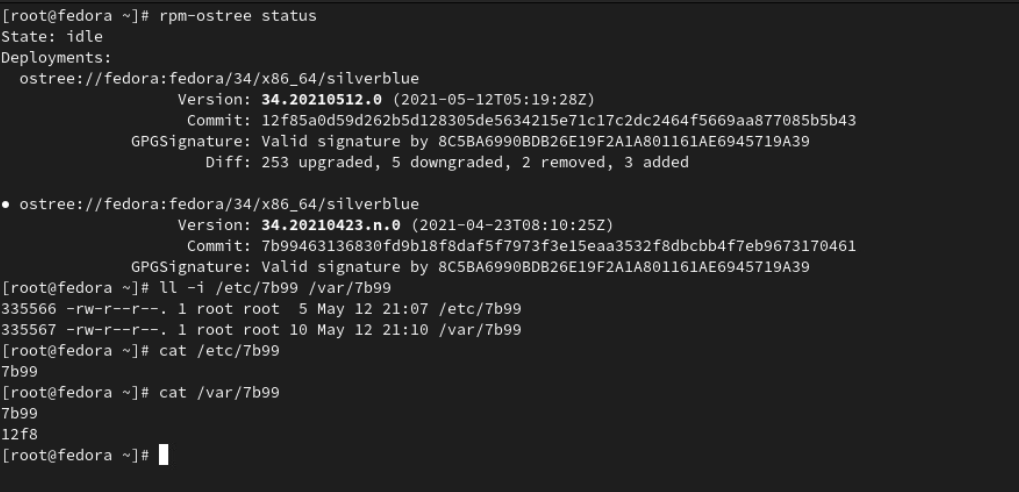 [root@fedora ~]# rpm-ostree status
State: idle
Deployments:
  ostree://fedora:fedora/34/x86_64/silverblue
                   Version: 34.20210512.0 (2021-05-12T05:19:28Z)
                    Commit: 12f85a0d59d262b5d128305de5634215e71c17c2dc2464f5669aa877085b5b43
              GPGSignature: Valid signature by 8C5BA6990BDB26E19F2A1A801161AE6945719A39
                      Diff: 253 upgraded, 5 downgraded, 2 removed, 3 added

● ostree://fedora:fedora/34/x86_64/silverblue
                   Version: 34.20210423.n.0 (2021-04-23T08:10:25Z)
                    Commit: 7b99463136830fd9b18f8daf5f7973f3e15eaa3532f8dbcbb4f7eb9673170461
              GPGSignature: Valid signature by 8C5BA6990BDB26E19F2A1A801161AE6945719A39
[root@fedora ~]# ll -i /etc/7b99 /var/7b99
335566 -rw-r--r--. 1 root root  5 May 12 21:07 /etc/7b99
335567 -rw-r--r--. 1 root root 10 May 12 21:10 /var/7b99
[root@fedora ~]# cat /etc/7b99
7b99
[root@fedora ~]# cat /var/7b99
7b99
12f8
[root@fedora ~]#